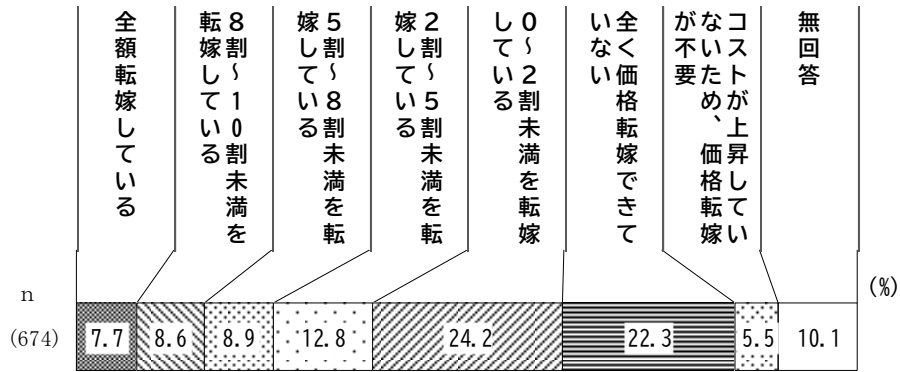 全額転嫁している
８割～１０割未満を
転嫁している
５割～８割未満を転
嫁している
２割～５割未満を転
嫁している
０～２割未満を転嫁
している
全く価格転嫁できて
いない
コストが上昇してい
ないため、価格転嫁
が不要
無回答
(%)
n
(674)
7.7
8.6
8.9
12.8
24.2
22.3
5.5
10.1